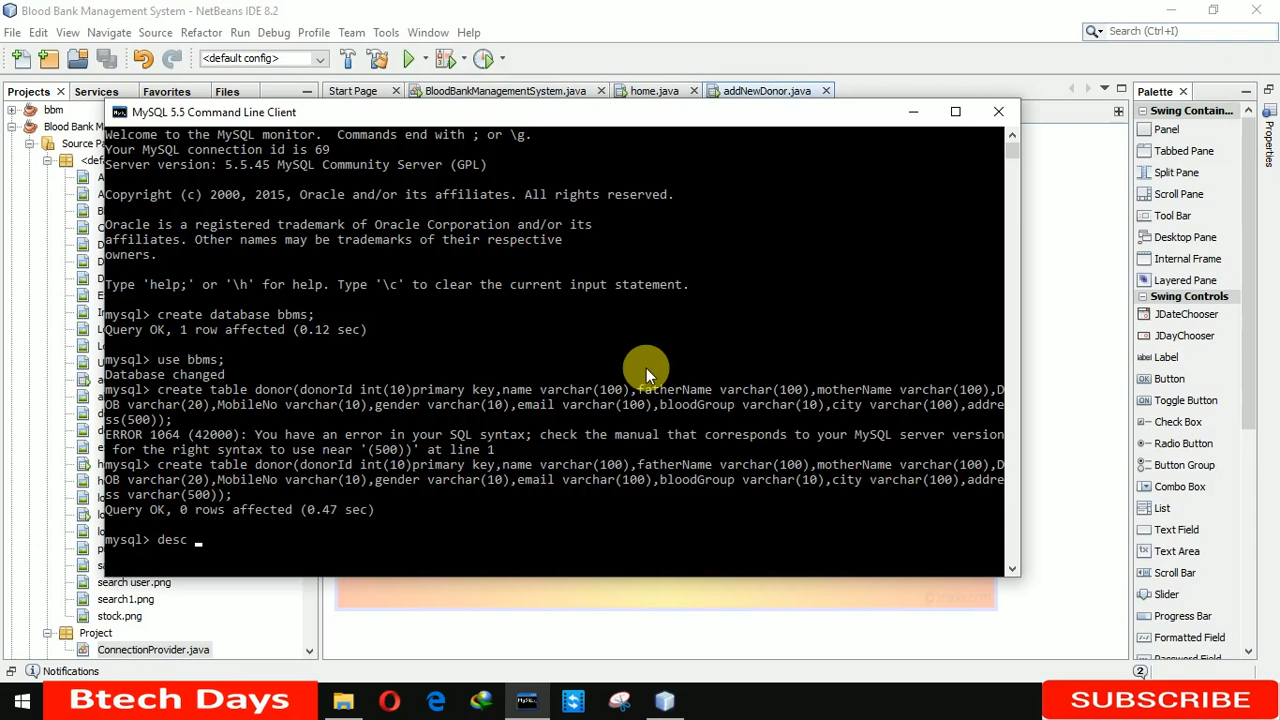 Blood Bank Management System - NetBeans IDE 8.2
File Edit View Navigate Source Refactor Run Debug Profile Team Tools Window Help
Search (Ctrl+I)
<default config>
Projects Services Favorites Files
Start Page BloodBankManagementSystem.java home.java addNewDonor.java
Palette
Properties
bbm
Blood Bank M
Source Pa
<defa
MySQL 5.5 Command Line Client
Welcome to the MySQL monitor.  Commands end with ; or \g.
Your MySQL connection id is 69
Server version: 5.5.45 MySQL Community Server (GPL)
Copyright (c) 2000, 2015, Oracle and/or its affiliates. All rights reserved.
Oracle is a registered trademark of Oracle Corporation and/or its
affiliates. Other names may be trademarks of their respective
owners.
Type 'help;' or '\h' for help. Type '\c' to clear the current input statement.
mysql> create database bbms;
Query OK, 1 row affected (0.12 sec)
mysql> use bbms;
Database changed
mysql> create table donor(donorId int(10)primary key,name varchar(100),fatherName varchar(100),motherName varchar(100),D
OB varchar(20),MobileNo varchar(10),gender varchar(10),email varchar(100),bloodGroup varchar(10),city varchar(100),addre
ss(500));
ERROR 1064 (42000): You have an error in your SQL syntax; check the manual that corresponds to your MySQL server version
for the right syntax to use near '(500))' at line 1
mysql> create table donor(donorId int(10)primary key,name varchar(100),fatherName varchar(100),motherName varchar(100),D
OB varchar(20),MobileNo varchar(10),gender varchar(10),email varchar(100),bloodGroup varchar(10),city varchar(100),addre
ss varchar(500));
Query OK, 0 rows affected (0.47 sec)
mysql> desc _
search user.png
search1.png
stock.png
Project
ConnectionProvider.java
Swing Contain...
Panel
Tabbed Pane
Split Pane
Scroll Pane
Tool Bar
Desktop Pane
Internal Frame
Layered Pane
Swing Controls
JDateChooser
JDayChooser
Label
Button
Toggle Button
Check Box
Radio Button
Button Group
Combo Box
List
Text Field
Text Area
Scroll Bar
Slider
Progress Bar
Formatted Field
Password Field
Notifications
2
Btech Days
SUBSCRIBE